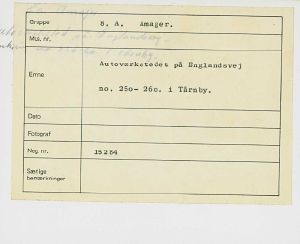 Gruppe 8. A. Amager.
Mus. nr.
Emne Autoværkstedet på Englandsvej
no. 250- 260. i Tårnby.
Dato
Fotograf
Neg. nr. 15264
Særlige
bemærkninger